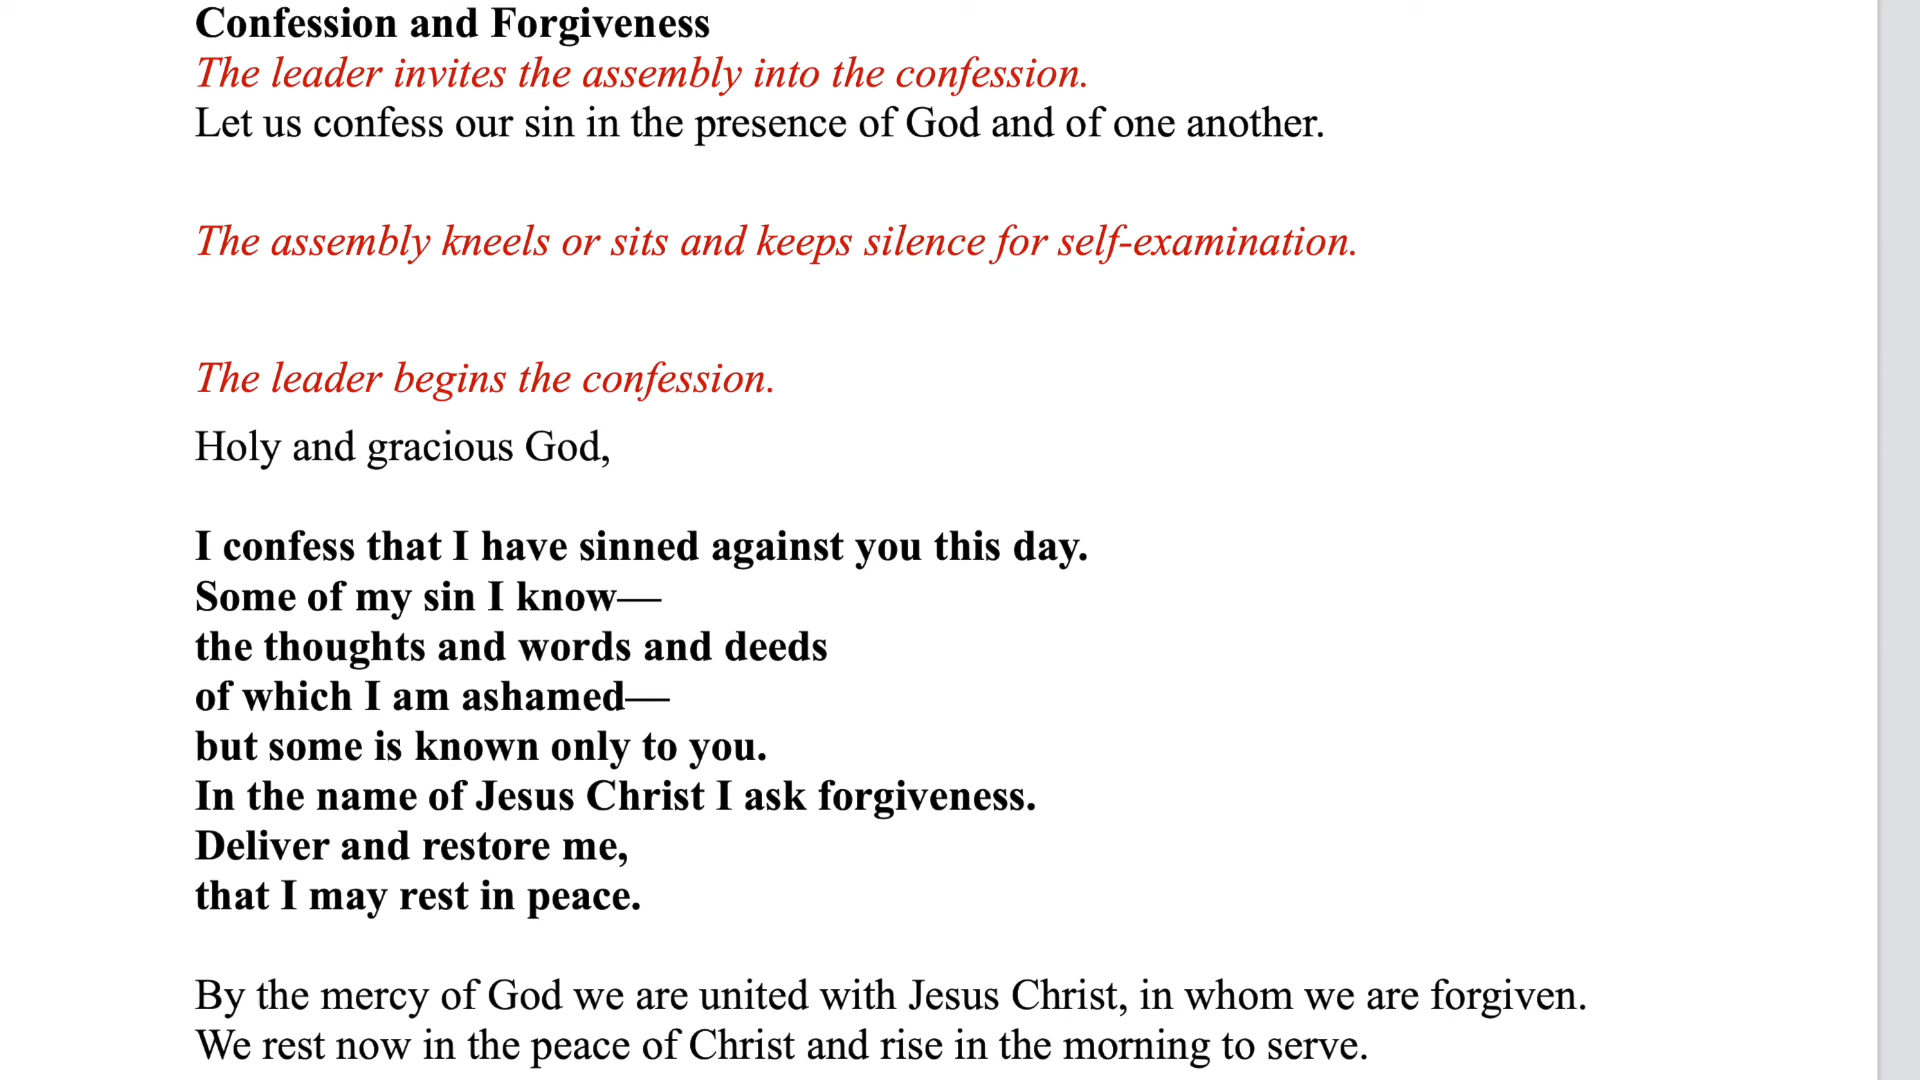 Confession and Forgiveness
The leader invites the assembly into the confession.
Let us confess our sin in the presence of God and of one another.
The assembly kneels or sits and keeps silence for self-examination.
The leader begins the confession.
Holy and gracious God,
I confess that I have sinned against you this day.
Some of my sin I know—
the thoughts and words and deeds
of which I am ashamed—
but some is known only to you.
In the name of Jesus Christ I ask forgiveness.
Deliver and restore me,
that I may rest in peace.
By the mercy of God we are united with Jesus Christ, in whom we are forgiven.
We rest now in the peace of Christ and rise in the morning to serve.